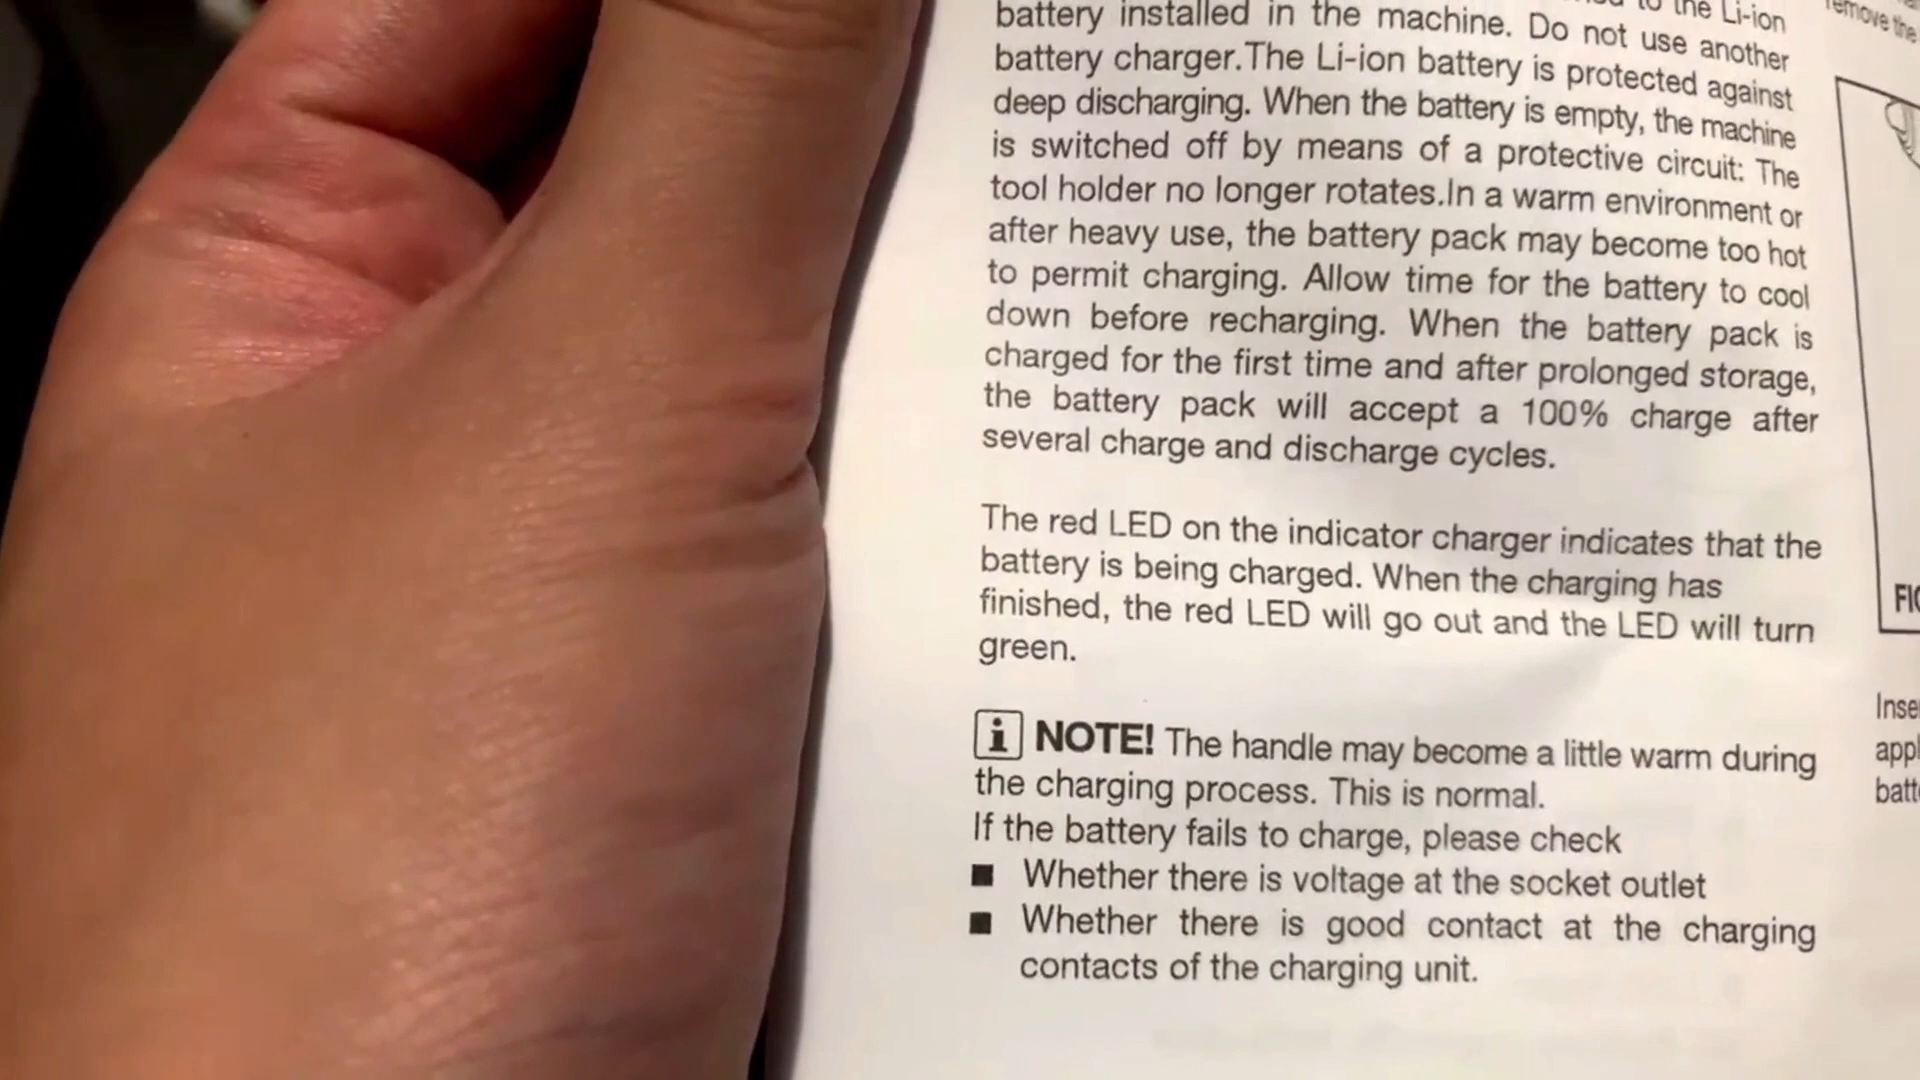 to the Li-ion
battery installed in the machine. Do not use another
battery charger.The Li-ion battery is protected against
deep discharging. When the battery is empty, the machine
is switched off by means of a protective circuit: The
tool holder no longer rotates.In a warm environment or
after heavy use, the battery pack may become too hot
to permit charging. Allow time for the battery to cool
down before recharging. When the battery pack is
charged for the first time and after prolonged storage,
the battery pack will accept a 100% charge after
several charge and discharge cycles.
The red LED on the indicator charger indicates that the
battery is being charged. When the charging has
finished, the red LED will go out and the LED will turn
green.
i NOTE! The handle may become a little warm during
the charging process. This is normal.
If the battery fails to charge, please check
■ Whether there is voltage at the socket outlet
■ Whether there is good contact at the charging
contacts of the charging unit.
remove the